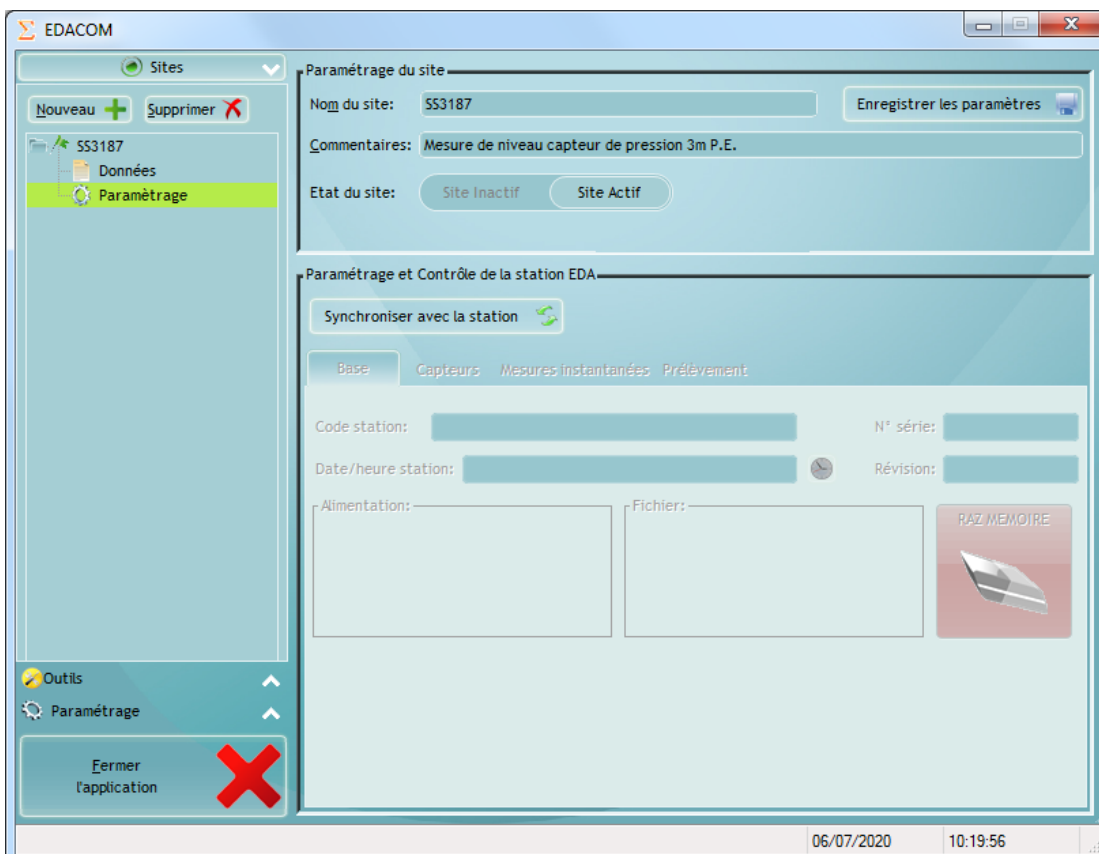 EDACOM
Sites
Nouveau
Supprimer
SS3187
Données
Paramètrage
Outils
Paramétrage
Fermer
l'application
Paramétrage du site
Nom du site:
SS3187
Enregistrer les paramètres
Commentaires:
Mesure de niveau capteur de pression 3m P.E.
Etat du site:
Site Inactif
Site Actif
Paramétrage et Contrôle de la station EDA
Synchroniser avec la station
Base
Capteurs
Mesures instantanées
Prélèvement
Code station:
N° série:
Date/heure station:
Révision:
Alimentation:
Fichier:
RAZ MEMOIRE
06/07/2020
10:19:56